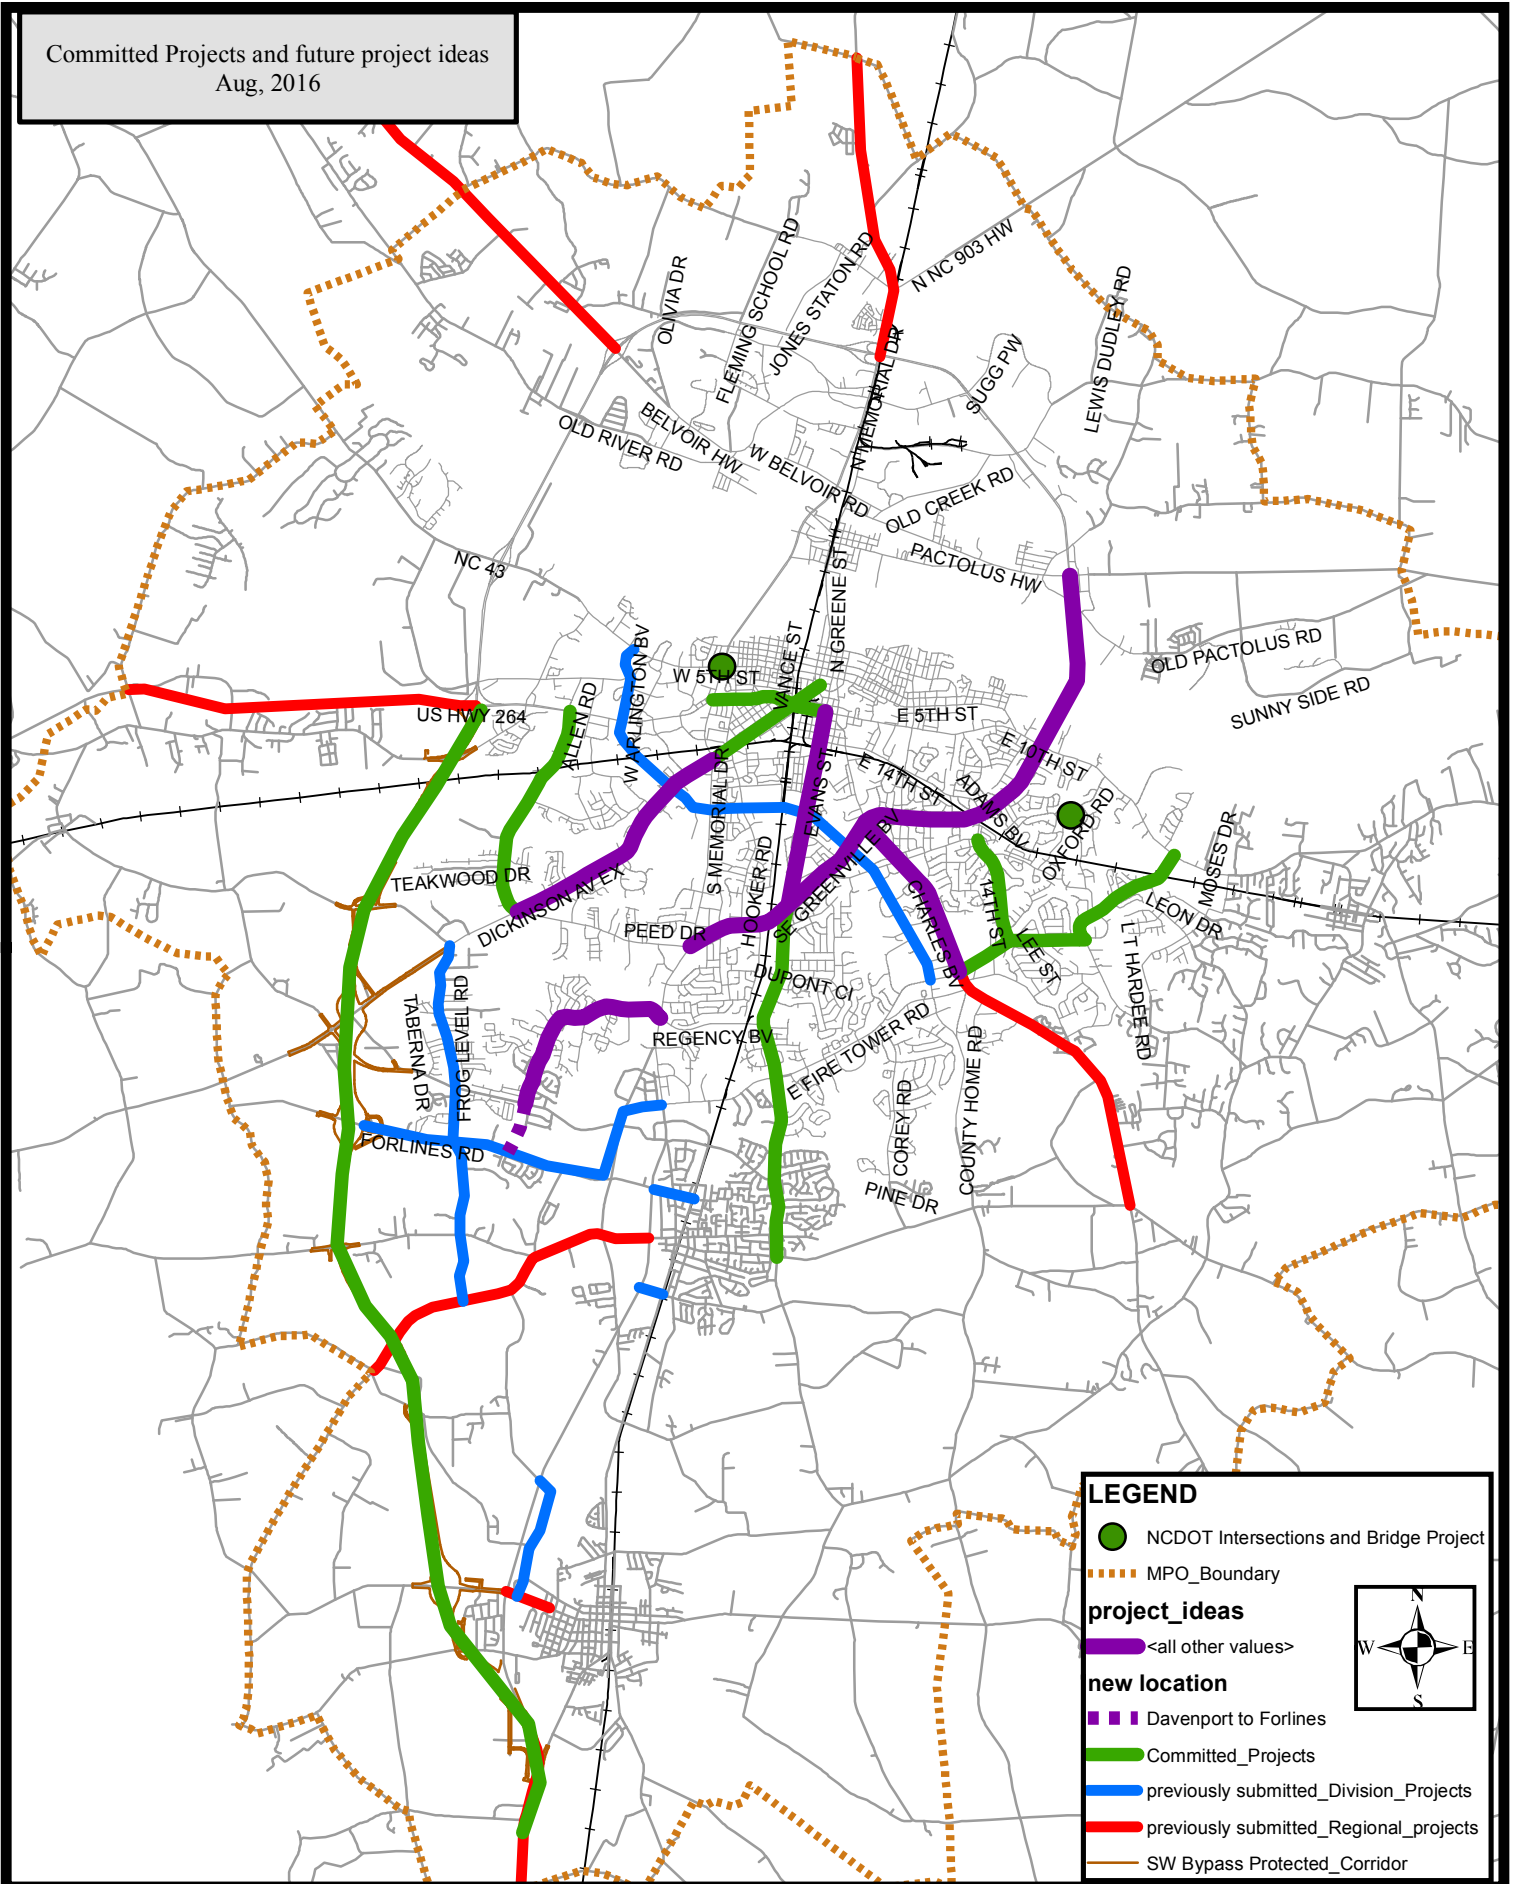 Committed Projects and future project ideas
Aug, 2016
N NC 903 HW
OLIVIA DR
FLEMING SCHOOL RD
JONES STATON RD
LEWIS DUDLEY RD
N MEMORIAL DR
SUGG PW
BELVOIR HW
OLD RIVER RD
W BELVOIR RD
OLD CREEK RD
NC 43
PACTOLUS HW
N GREENE ST
OLD PACTOLUS RD
SUNNY SIDE RD
W ARLINGTON BV
W 5TH ST
VANCE ST
US HWY 264
ALLEN RD
E 5TH ST
E 10TH ST
E 14TH ST
ADAMS BV
OXFORD RD
EVANS ST
S MEMORIAL DR
HOOKER RD
SE GREENVILLE BV
MOSES DR
TEAKWOOD DR
DICKINSON AV EX
PEED DR
CHARLES BV
14TH ST
LEE ST
LEON DR
LT HARDEE RD
DUPONT CI
TABERNA DR
FROG LEVEL RD
REGENCY BV
E FIRE TOWER RD
COREY RD
COUNTY HOME RD
FORLINES RD
PINE DR
LEGEND
NCDOT Intersections and Bridge Project
MPO_Boundary
project_ideas
<all other values>
new location
Davenport to Forlines
Committed_Projects
previously submitted_Division_Projects
previously submitted_Regional_projects
SW Bypass Protected_Corridor
N
W E
S